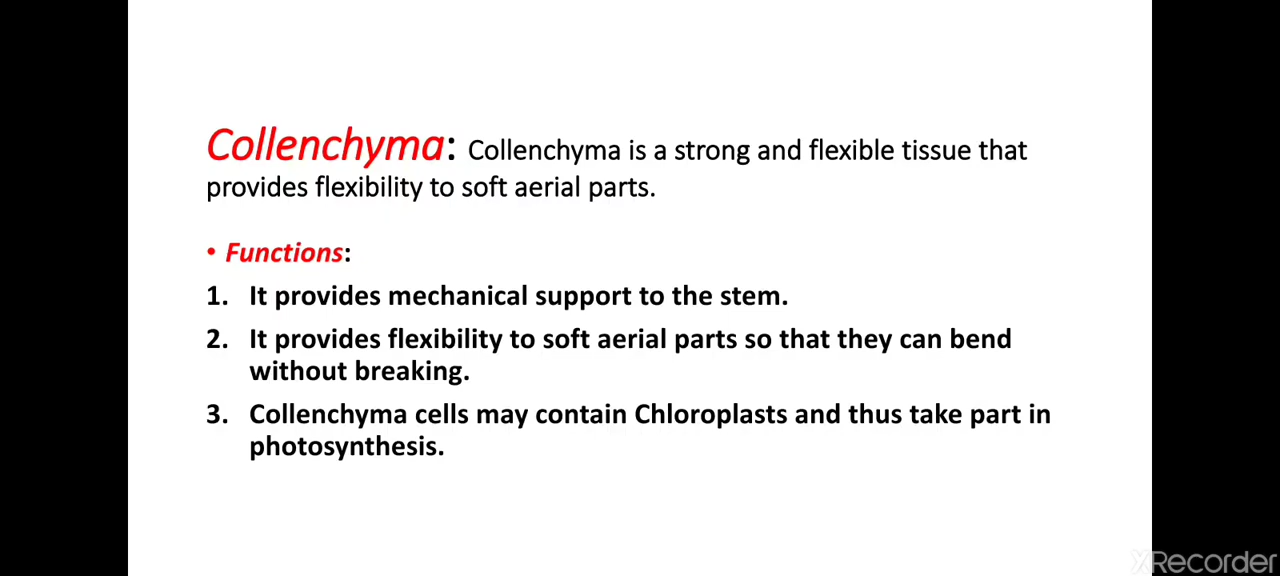 Collenchyma: Collenchyma is a strong and flexible tissue that
provides flexibility to soft aerial parts.
• Functions:
1. It provides mechanical support to the stem.
2. It provides flexibility to soft aerial parts so that they can bend
without breaking.
3. Collenchyma cells may contain Chloroplasts and thus take part in
photosynthesis.
XRecorder